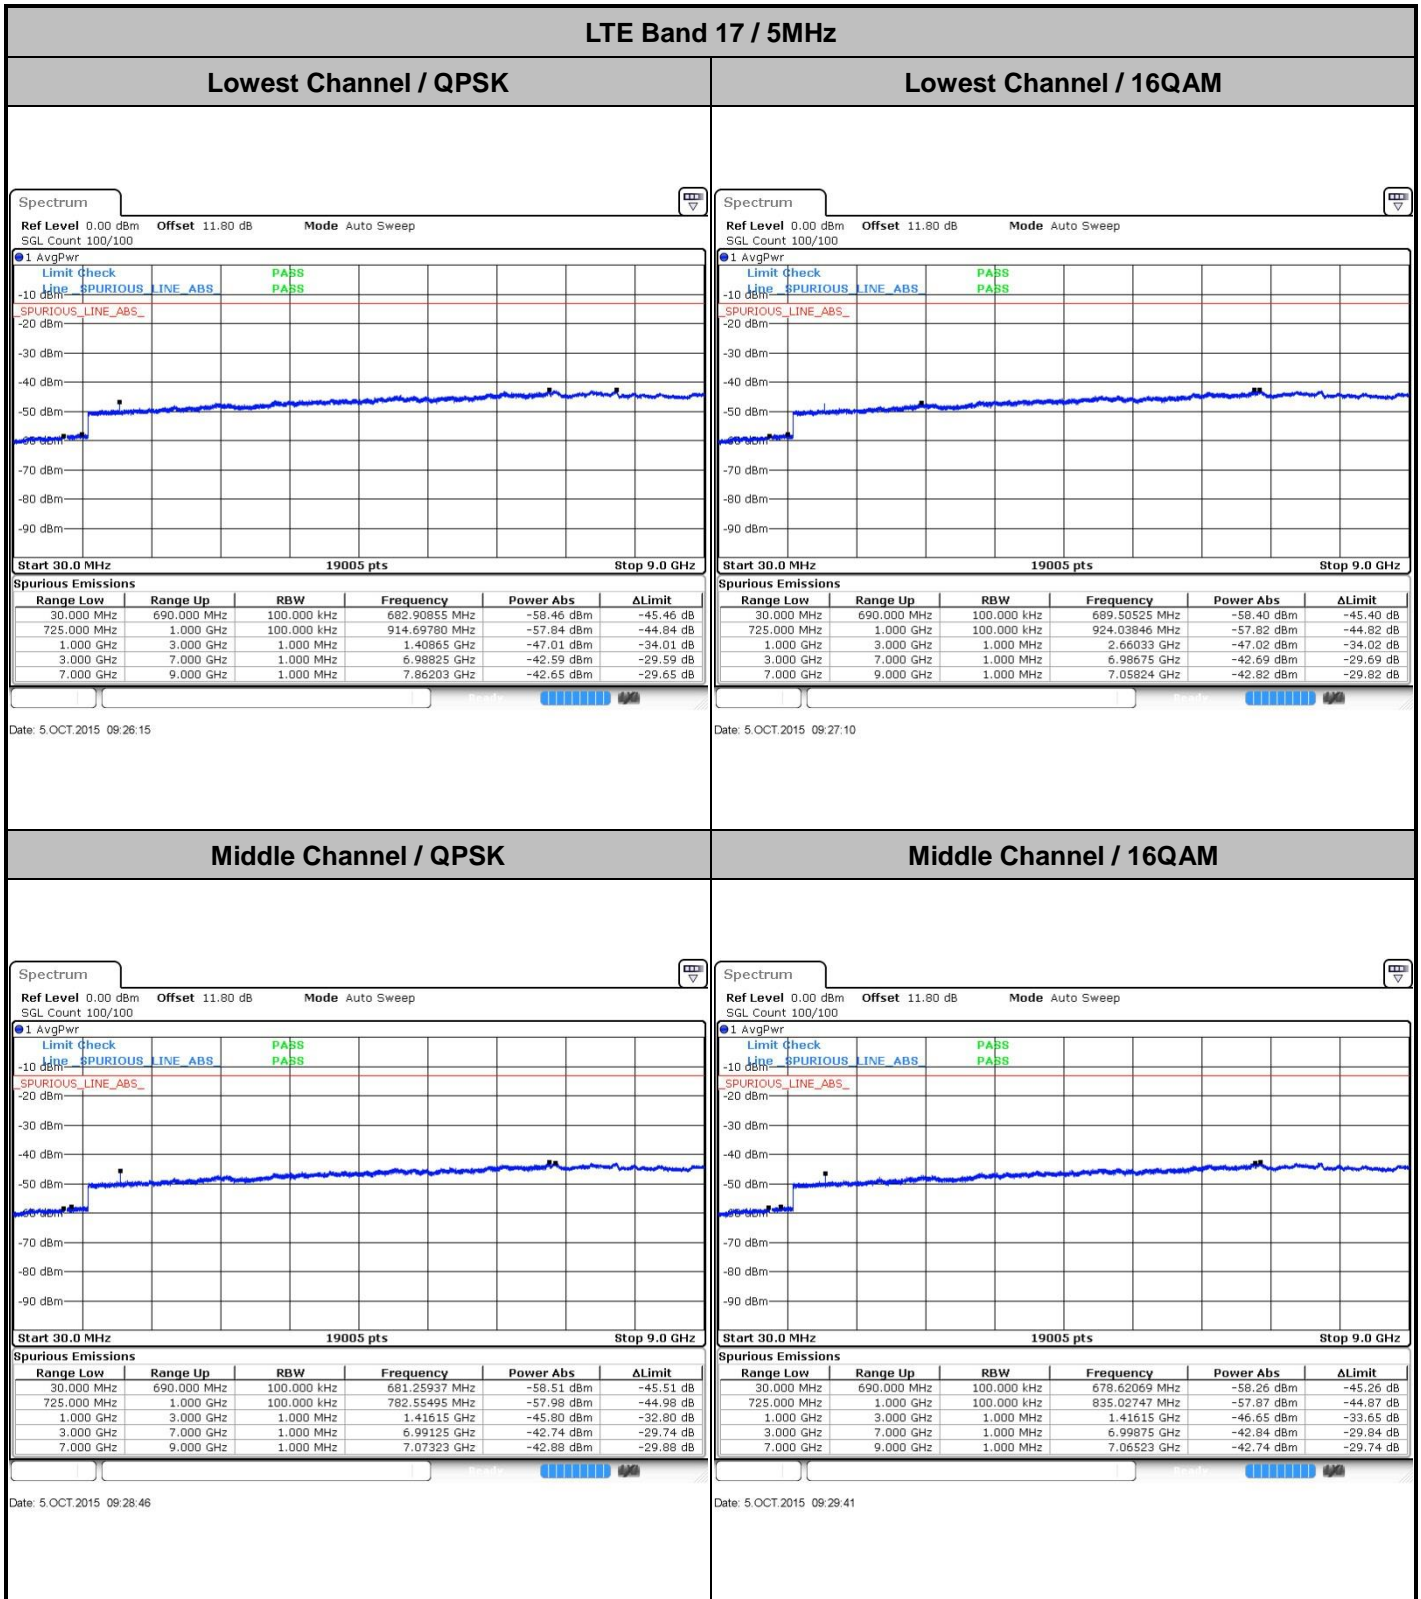 LTE Band 17 / 5MHz
Lowest Channel / QPSK
Lowest Channel / 16QAM
Spectrum
Ref Level 0.00 dBm Offset 11.80 dB Mode Auto Sweep
SGL Count 100/100
1 AvgPwr
Limit Check PASS
Line _SPURIOUS_LINE_ABS_ PASS
-10 dBm
_SPURIOUS_LINE_ABS_
-20 dBm
-30 dBm
-40 dBm
-50 dBm
-60 dBm
-70 dBm
-80 dBm
-90 dBm
Start 30.0 MHz 19005 pts Stop 9.0 GHz
Spurious Emissions
Range Low Range Up RBW Frequency Power Abs ΔLimit
30.000 MHz 690.000 MHz 100.000 kHz 682.90855 MHz -58.46 dBm -45.46 dB
725.000 MHz 1.000 GHz 100.000 kHz 914.69780 MHz -57.84 dBm -44.84 dB
1.000 GHz 3.000 GHz 1.000 MHz 1.40865 GHz -47.01 dBm -34.01 dB
3.000 GHz 7.000 GHz 1.000 MHz 6.98825 GHz -42.59 dBm -29.59 dB
7.000 GHz 9.000 GHz 1.000 MHz 7.86203 GHz -42.65 dBm -29.65 dB
Ready
Date: 5.OCT.2015 09:26:15
Spectrum
Ref Level 0.00 dBm Offset 11.80 dB Mode Auto Sweep
SGL Count 100/100
1 AvgPwr
Limit Check PASS
Line _SPURIOUS_LINE_ABS_ PASS
-10 dBm
_SPURIOUS_LINE_ABS_
-20 dBm
-30 dBm
-40 dBm
-50 dBm
-60 dBm
-70 dBm
-80 dBm
-90 dBm
Start 30.0 MHz 19005 pts Stop 9.0 GHz
Spurious Emissions
Range Low Range Up RBW Frequency Power Abs ΔLimit
30.000 MHz 690.000 MHz 100.000 kHz 689.50525 MHz -58.40 dBm -45.40 dB
725.000 MHz 1.000 GHz 100.000 kHz 924.03846 MHz -57.82 dBm -44.82 dB
1.000 GHz 3.000 GHz 1.000 MHz 2.66033 GHz -47.02 dBm -34.02 dB
3.000 GHz 7.000 GHz 1.000 MHz 6.98675 GHz -42.69 dBm -29.69 dB
7.000 GHz 9.000 GHz 1.000 MHz 7.05824 GHz -42.82 dBm -29.82 dB
Ready
Date: 5.OCT.2015 09:27:10
Middle Channel / QPSK
Middle Channel / 16QAM
Spectrum
Ref Level 0.00 dBm Offset 11.80 dB Mode Auto Sweep
SGL Count 100/100
1 AvgPwr
Limit Check PASS
Line _SPURIOUS_LINE_ABS_ PASS
-10 dBm
_SPURIOUS_LINE_ABS_
-20 dBm
-30 dBm
-40 dBm
-50 dBm
-60 dBm
-70 dBm
-80 dBm
-90 dBm
Start 30.0 MHz 19005 pts Stop 9.0 GHz
Spurious Emissions
Range Low Range Up RBW Frequency Power Abs ΔLimit
30.000 MHz 690.000 MHz 100.000 kHz 681.25937 MHz -58.51 dBm -45.51 dB
725.000 MHz 1.000 GHz 100.000 kHz 782.55495 MHz -57.98 dBm -44.98 dB
1.000 GHz 3.000 GHz 1.000 MHz 1.41615 GHz -45.80 dBm -32.80 dB
3.000 GHz 7.000 GHz 1.000 MHz 6.99125 GHz -42.74 dBm -29.74 dB
7.000 GHz 9.000 GHz 1.000 MHz 7.07323 GHz -42.88 dBm -29.88 dB
Ready
Date: 5.OCT.2015 09:28:46
Spectrum
Ref Level 0.00 dBm Offset 11.80 dB Mode Auto Sweep
SGL Count 100/100
1 AvgPwr
Limit Check PASS
Line _SPURIOUS_LINE_ABS_ PASS
-10 dBm
_SPURIOUS_LINE_ABS_
-20 dBm
-30 dBm
-40 dBm
-50 dBm
-60 dBm
-70 dBm
-80 dBm
-90 dBm
Start 30.0 MHz 19005 pts Stop 9.0 GHz
Spurious Emissions
Range Low Range Up RBW Frequency Power Abs ΔLimit
30.000 MHz 690.000 MHz 100.000 kHz 678.62069 MHz -58.26 dBm -45.26 dB
725.000 MHz 1.000 GHz 100.000 kHz 835.02747 MHz -57.87 dBm -44.87 dB
1.000 GHz 3.000 GHz 1.000 MHz 1.41615 GHz -46.65 dBm -33.65 dB
3.000 GHz 7.000 GHz 1.000 MHz 6.99875 GHz -42.84 dBm -29.84 dB
7.000 GHz 9.000 GHz 1.000 MHz 7.06523 GHz -42.74 dBm -29.74 dB
Ready
Date: 5.OCT.2015 09:29:41